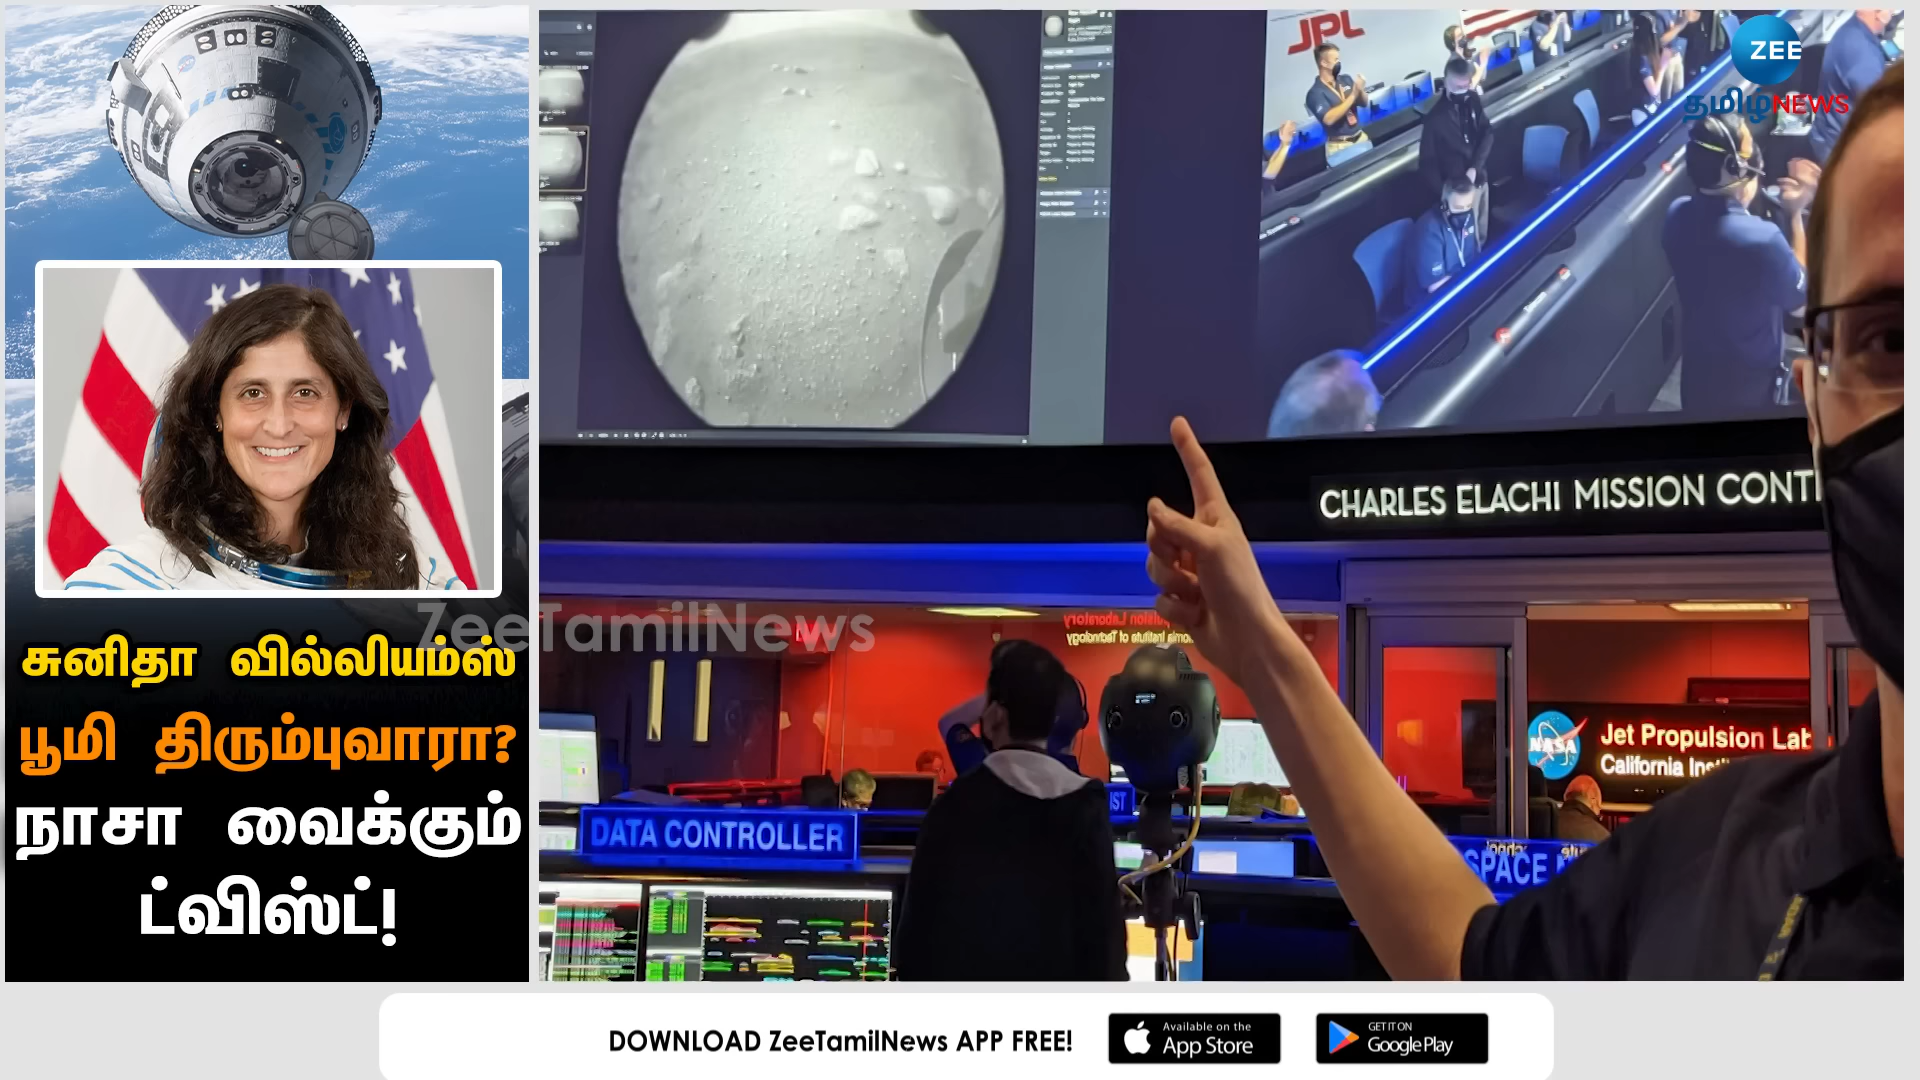 JPL
ZEE
தமிழ்NEWS
CHARLES ELACHI MISSION CONT
ZeeTamilNews
சுனிதா வில்லியம்ஸ்
பூமி திரும்புவாரா?
நாசா வைக்கும்
ட்விஸ்ட்!
NASA
Jet Propulsion Lab
California
DATA CONTROLLER
SPACE
DOWNLOAD ZeeTamilNews APP FREE!
Available on the
App Store
GET IT ON
Google Play